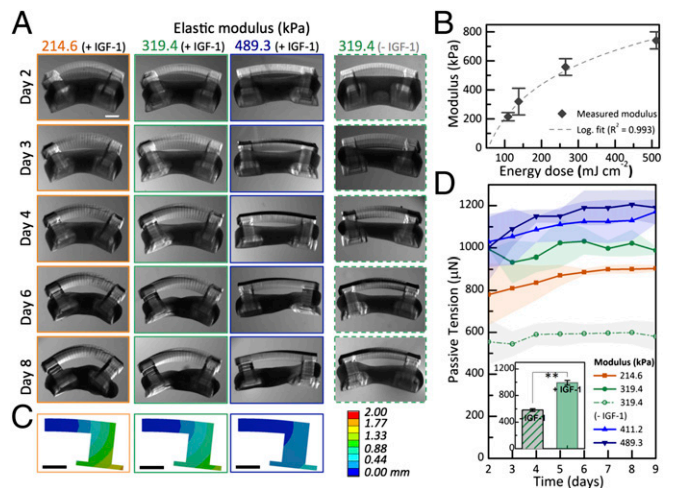 A
Elastic modulus (kPa)
214.6 (+ IGF-1)
319.4 (+ IGF-1)
489.3 (+ IGF-1)
319.4 (- IGF-1)
Day 2
Day 3
Day 4
Day 6
Day 8
B
Modulus (kPa)
800
600
400
200
0
Measured modulus
Log. fit (R² = 0.993)
100 200 300 400 500
Energy dose (mJ cm⁻²)
C
2.00
1.77
1.33
0.88
0.44
0.00 mm
D
Passive Tension (µN)
1200
1000
800
600
400
200
0
1200
800
400
0
**
- IGF-1
+ IGF-1
Modulus (kPa)
214.6
319.4
319.4
(- IGF-1)
411.2
489.3
2 3 4 5 6 7 8 9
Time (days)